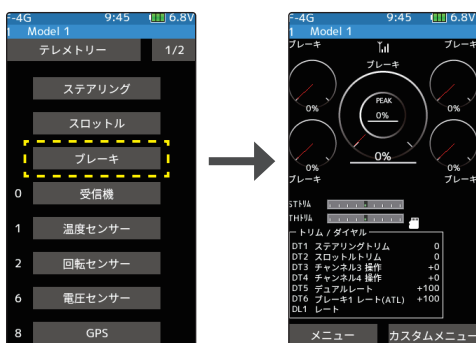 F-4G 9:45 6.8V
1 Model 1
テレメトリー 1/2
ステアリング
スロットル
ブレーキ
0 受信機
1 温度センサー
2 回転センサー
6 電圧センサー
8 GPS
F-4G 9:45 6.8V
1 Model 1
ブレーキ ブレーキ
ブレーキ
PEAK
0% 0% 0%
0%
0% 0%
ブレーキ ブレーキ
STトリム 5
THトリム 5
トリム / ダイヤル
DT1 ステアリングトリム 0
DT2 スロットルトリム 0
DT3 チャンネル3 操作 +0
DT4 チャンネル4 操作 +0
DT5 デュアルレート +100
DT6 ブレーキ1 レート(ATL) +100
DL1 レート
メニュー カスタムメニュー